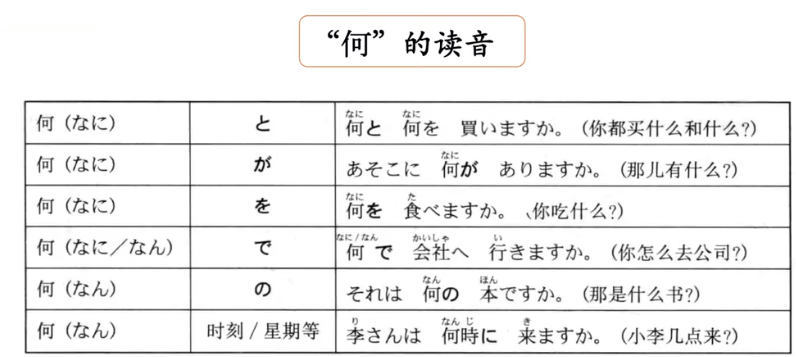 “何”的读音
何（なに） と 何と 何を 買いますか。（你都买什么和什么?）
なに なに
何（なに） が あそこに 何が ありますか。（那儿有什么?）
なに
何（なに） を 何を 食べますか。、你吃什么?）
なに た
何（なに／なん） で 何で 会社へ 行きますか。（你怎么去公司?）
なに/なん かいしゃ い
何（なん） の それは 何の 本ですか。（那是什么书?）
なん ほん
何（なん） 时刻 / 星期等 李さんは 何時に 来ますか。（小李几点来?）
り なんじ き